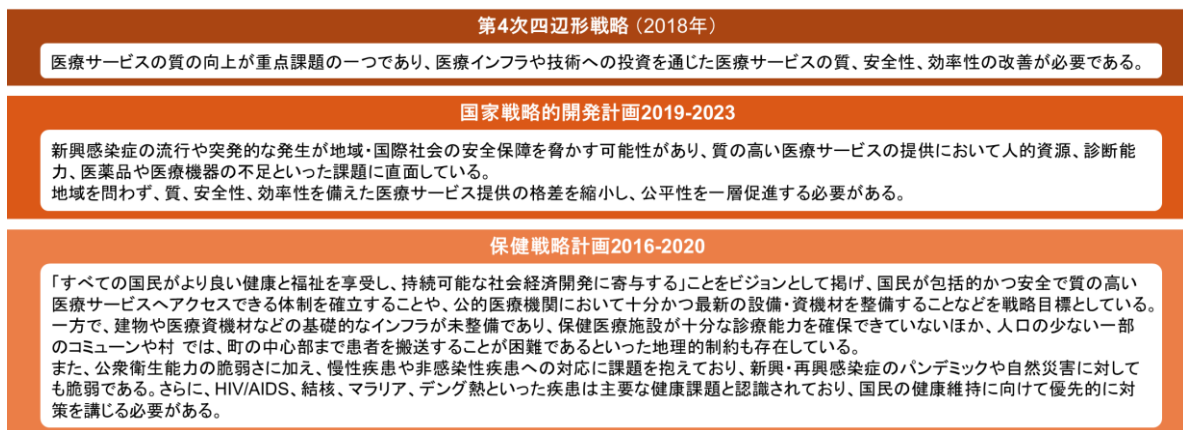 第4次四辺形戦略（2018年）
医療サービスの質の向上が重点課題の一つであり、医療インフラや技術への投資を通じた医療サービスの質、安全性、効率性の改善が必要である。
国家戦略的開発計画2019-2023
新興感染症の流行や突発的な発生が地域・国際社会の安全保障を脅かす可能性があり、質の高い医療サービスの提供において人的資源、診断能
力、医薬品や医療機器の不足といった課題に直面している。
地域を問わず、質、安全性、効率性を備えた医療サービス提供の格差を縮小し、公平性を一層促進する必要がある。
保健戦略計画2016-2020
「すべての国民がより良い健康と福祉を享受し、持続可能な社会経済開発に寄与する」ことをビジョンとして掲げ、国民が包括的かつ安全で質の高い
医療サービスへアクセスできる体制を確立することや、公的医療機関において十分かつ最新の設備・資機材を整備することなどを戦略目標としている。
一方で、建物や医療資機材などの基礎的なインフラが未整備であり、保健医療施設が十分な診療能力を確保できていないほか、人口の少ない一部
のコミューンや村 では、町の中心部まで患者を搬送することが困難であるといった地理的制約も存在している。
また、公衆衛生能力の脆弱さに加え、慢性疾患や非感染性疾患への対応に課題を抱えており、新興・再興感染症のパンデミックや自然災害に対して
も脆弱である。さらに、HIV/AIDS、結核、マラリア、デング熱といった疾患は主要な健康課題と認識されており、国民の健康維持に向けて優先的に対
策を講じる必要がある。